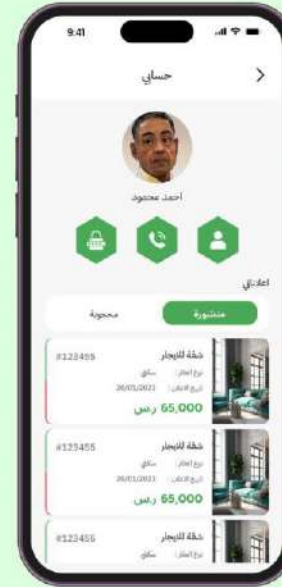 9:41
حسابي
احمد محمود
اعلاناتي
منشورة
محجوبة
شقة للايجار #123455
نوع العقار: سكني
تاريخ الاعلان: 26/01/2023
65,000 ر.س
شقة للايجار #123455
نوع العقار: سكني
تاريخ الاعلان: 26/01/2023
65,000 ر.س
شقة للايجار #123455
نوع العقار: سكني